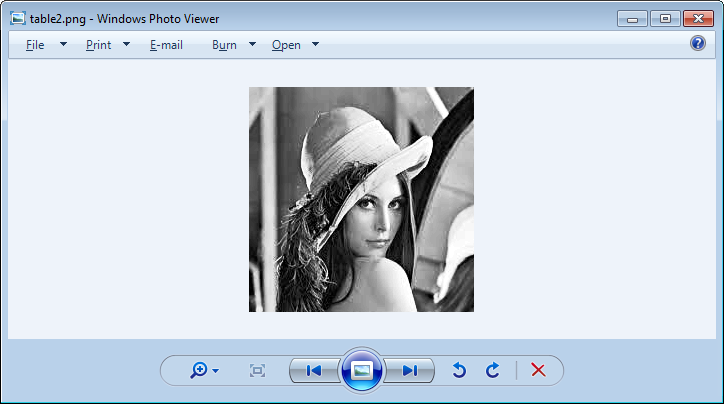 table2.png - Windows Photo Viewer
File Print E-mail Burn Open ?